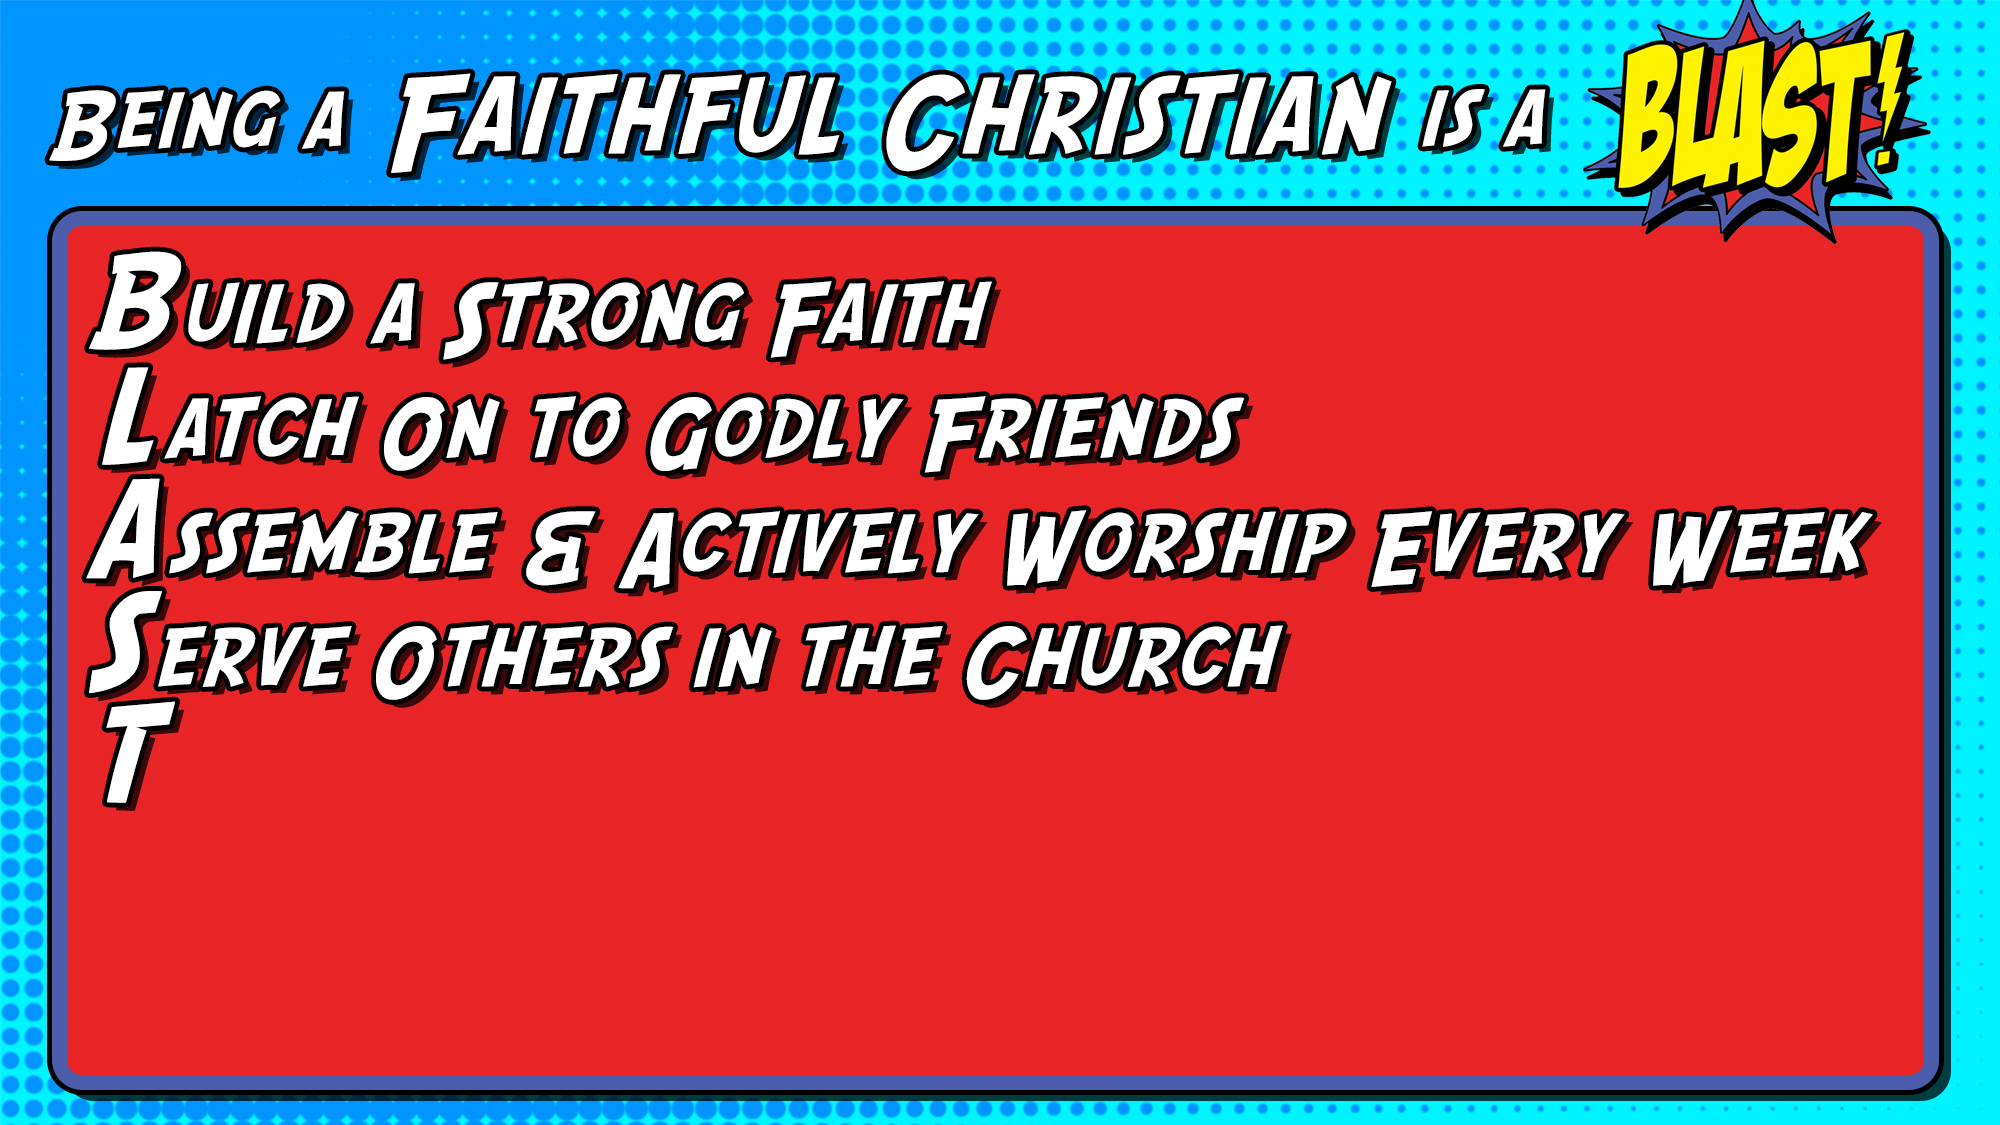 Being a Faithful Christian is a BLAST!
Build a Strong Faith
Latch On to Godly Friends
Assemble & Actively Worship Every Week
Serve Others in the Church
T